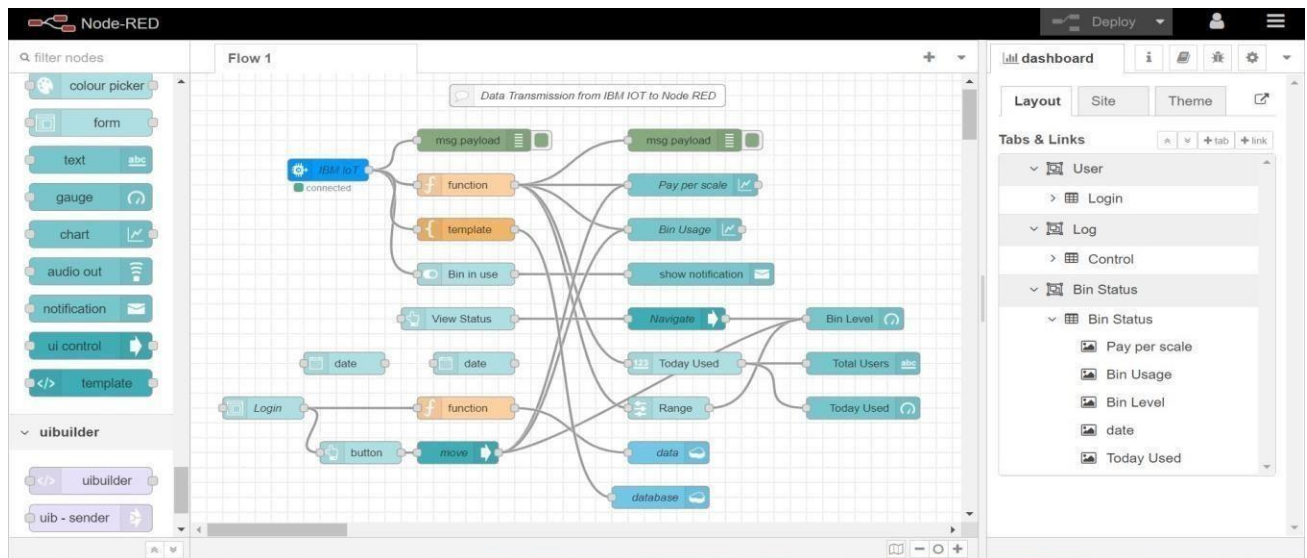 Node-RED
Deploy
filter nodes
colour picker
form
text
abc
gauge
chart
audio out
notification
ui control
template
uibuilder
uibuilder
uib - sender
Flow 1
Data Transmission from IBM IOT to Node RED
msg.payload
msg.payload
IBM IoT
connected
function
Pay per scale
template
Bin Usage
Bin in use
show notification
View Status
Navigate
Bin Level
date
date
123
Today Used
Total Users
abc
Login
function
Range
Today Used
button
move
data
database
dashboard
i
Layout
Site
Theme
Tabs & Links
+ tab
+ link
User
Login
Log
Control
Bin Status
Bin Status
Pay per scale
Bin Usage
Bin Level
date
Today Used